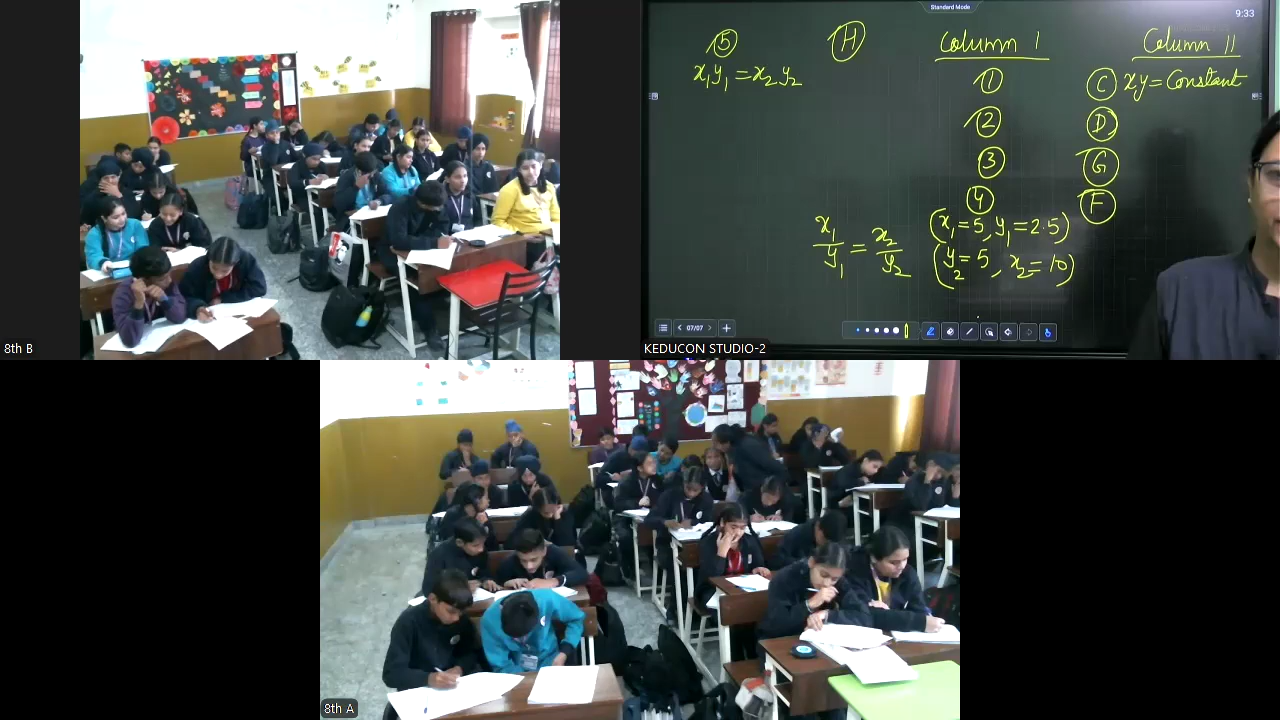 Standard Mode
9:33
5 H Column I Column II
x₁y₁ = x₂y₂ 1 C xy = Constant
2 D
3 G
4 F
x₁/y₁ = x₂/y₂ (x₁ = 5, y₁ = 2.5)
(y₂ = 5, x₂ = 10)
07/07
8th B
KEDUCON STUDIO-2
8th A